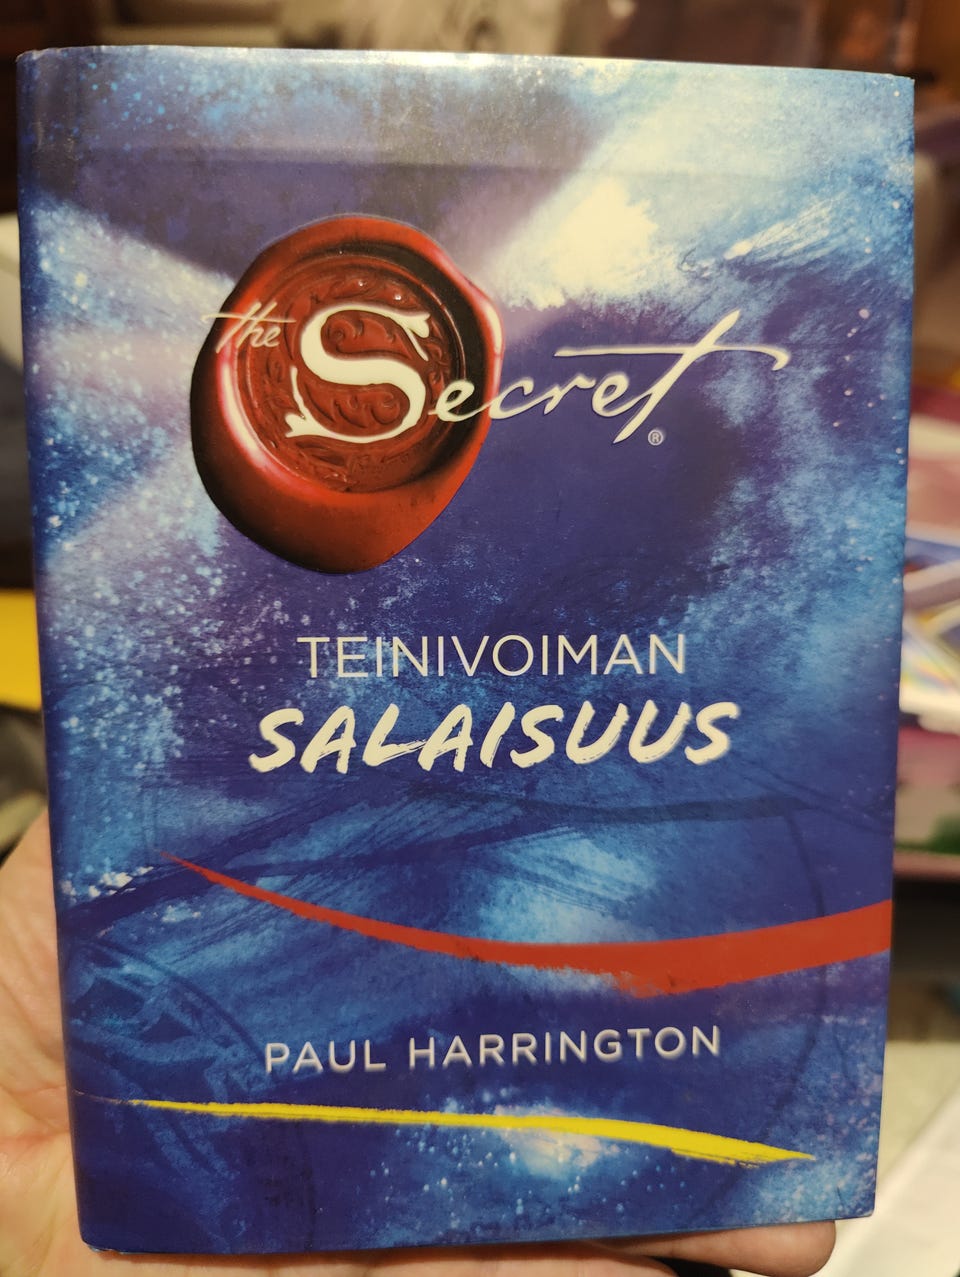 the Secret®
TEINIVOIMAN
SALAISUUS
PAUL HARRINGTON